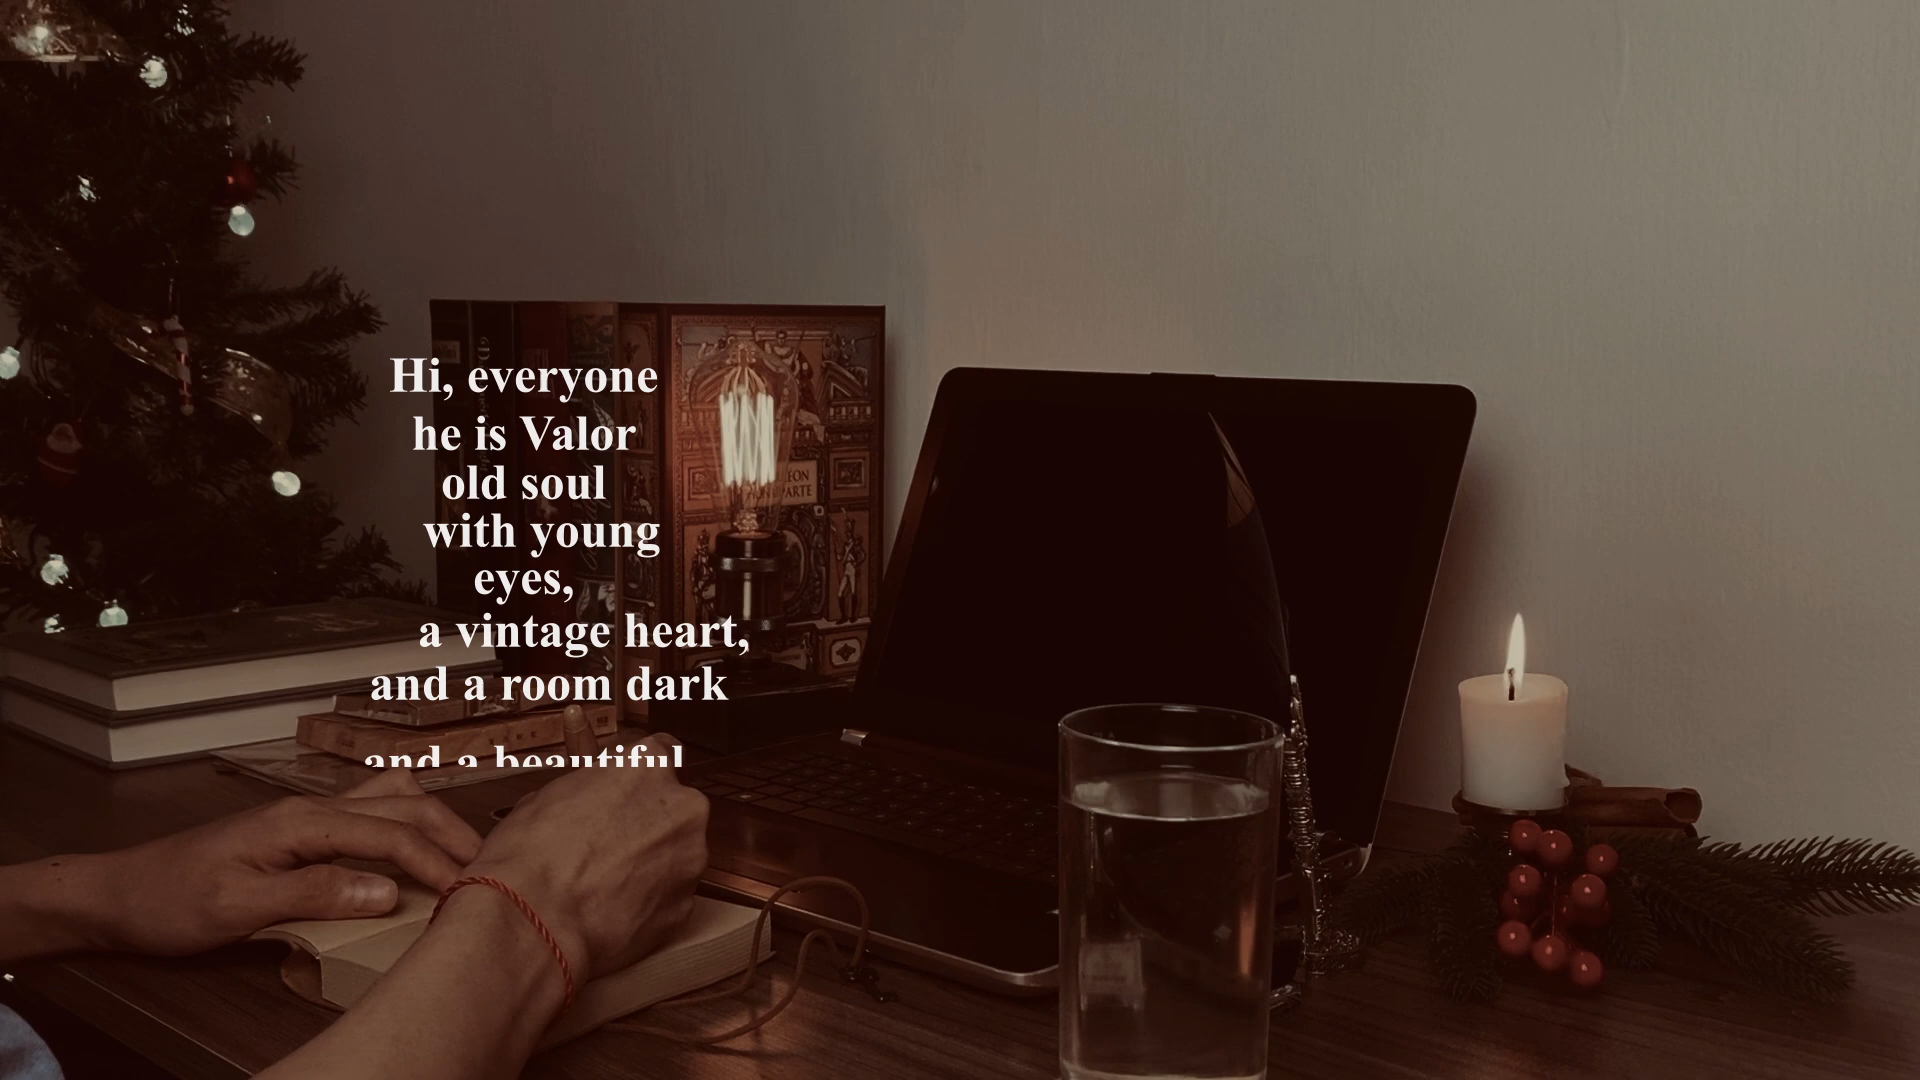 Hi, everyone
he is Valor
old soul
with young
eyes,
a vintage heart,
and a room dark
and a beautiful